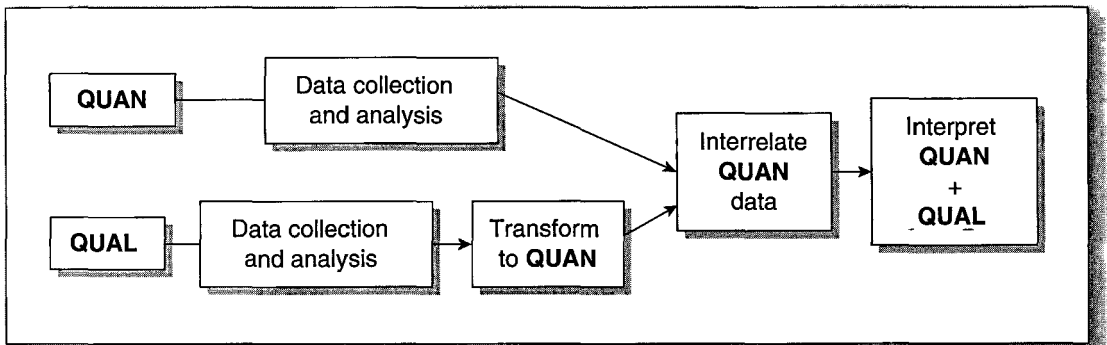 QUAN
Data collection
and analysis
QUAL
Data collection
and analysis
Transform
to QUAN
Interrelate
QUAN
data
Interpret
QUAN
+
QUAL